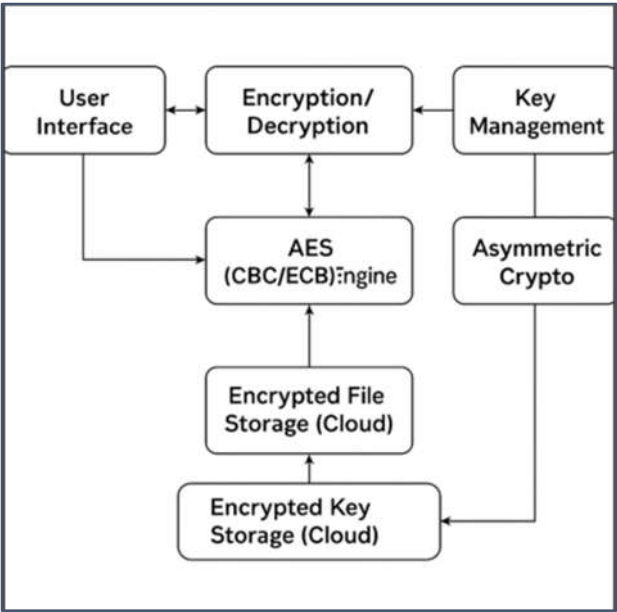 User
Interface
Encryption/
Decryption
Key
Management
AES
(CBC/ECB)Engine
Asymmetric
Crypto
Encrypted File
Storage (Cloud)
Encrypted Key
Storage (Cloud)